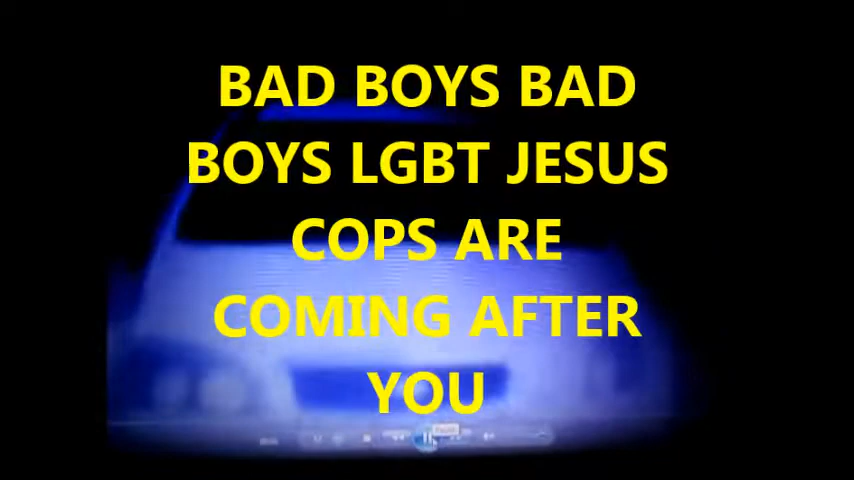 BAD BOYS BAD
BOYS LGBT JESUS
COPS ARE
COMING AFTER
YOU